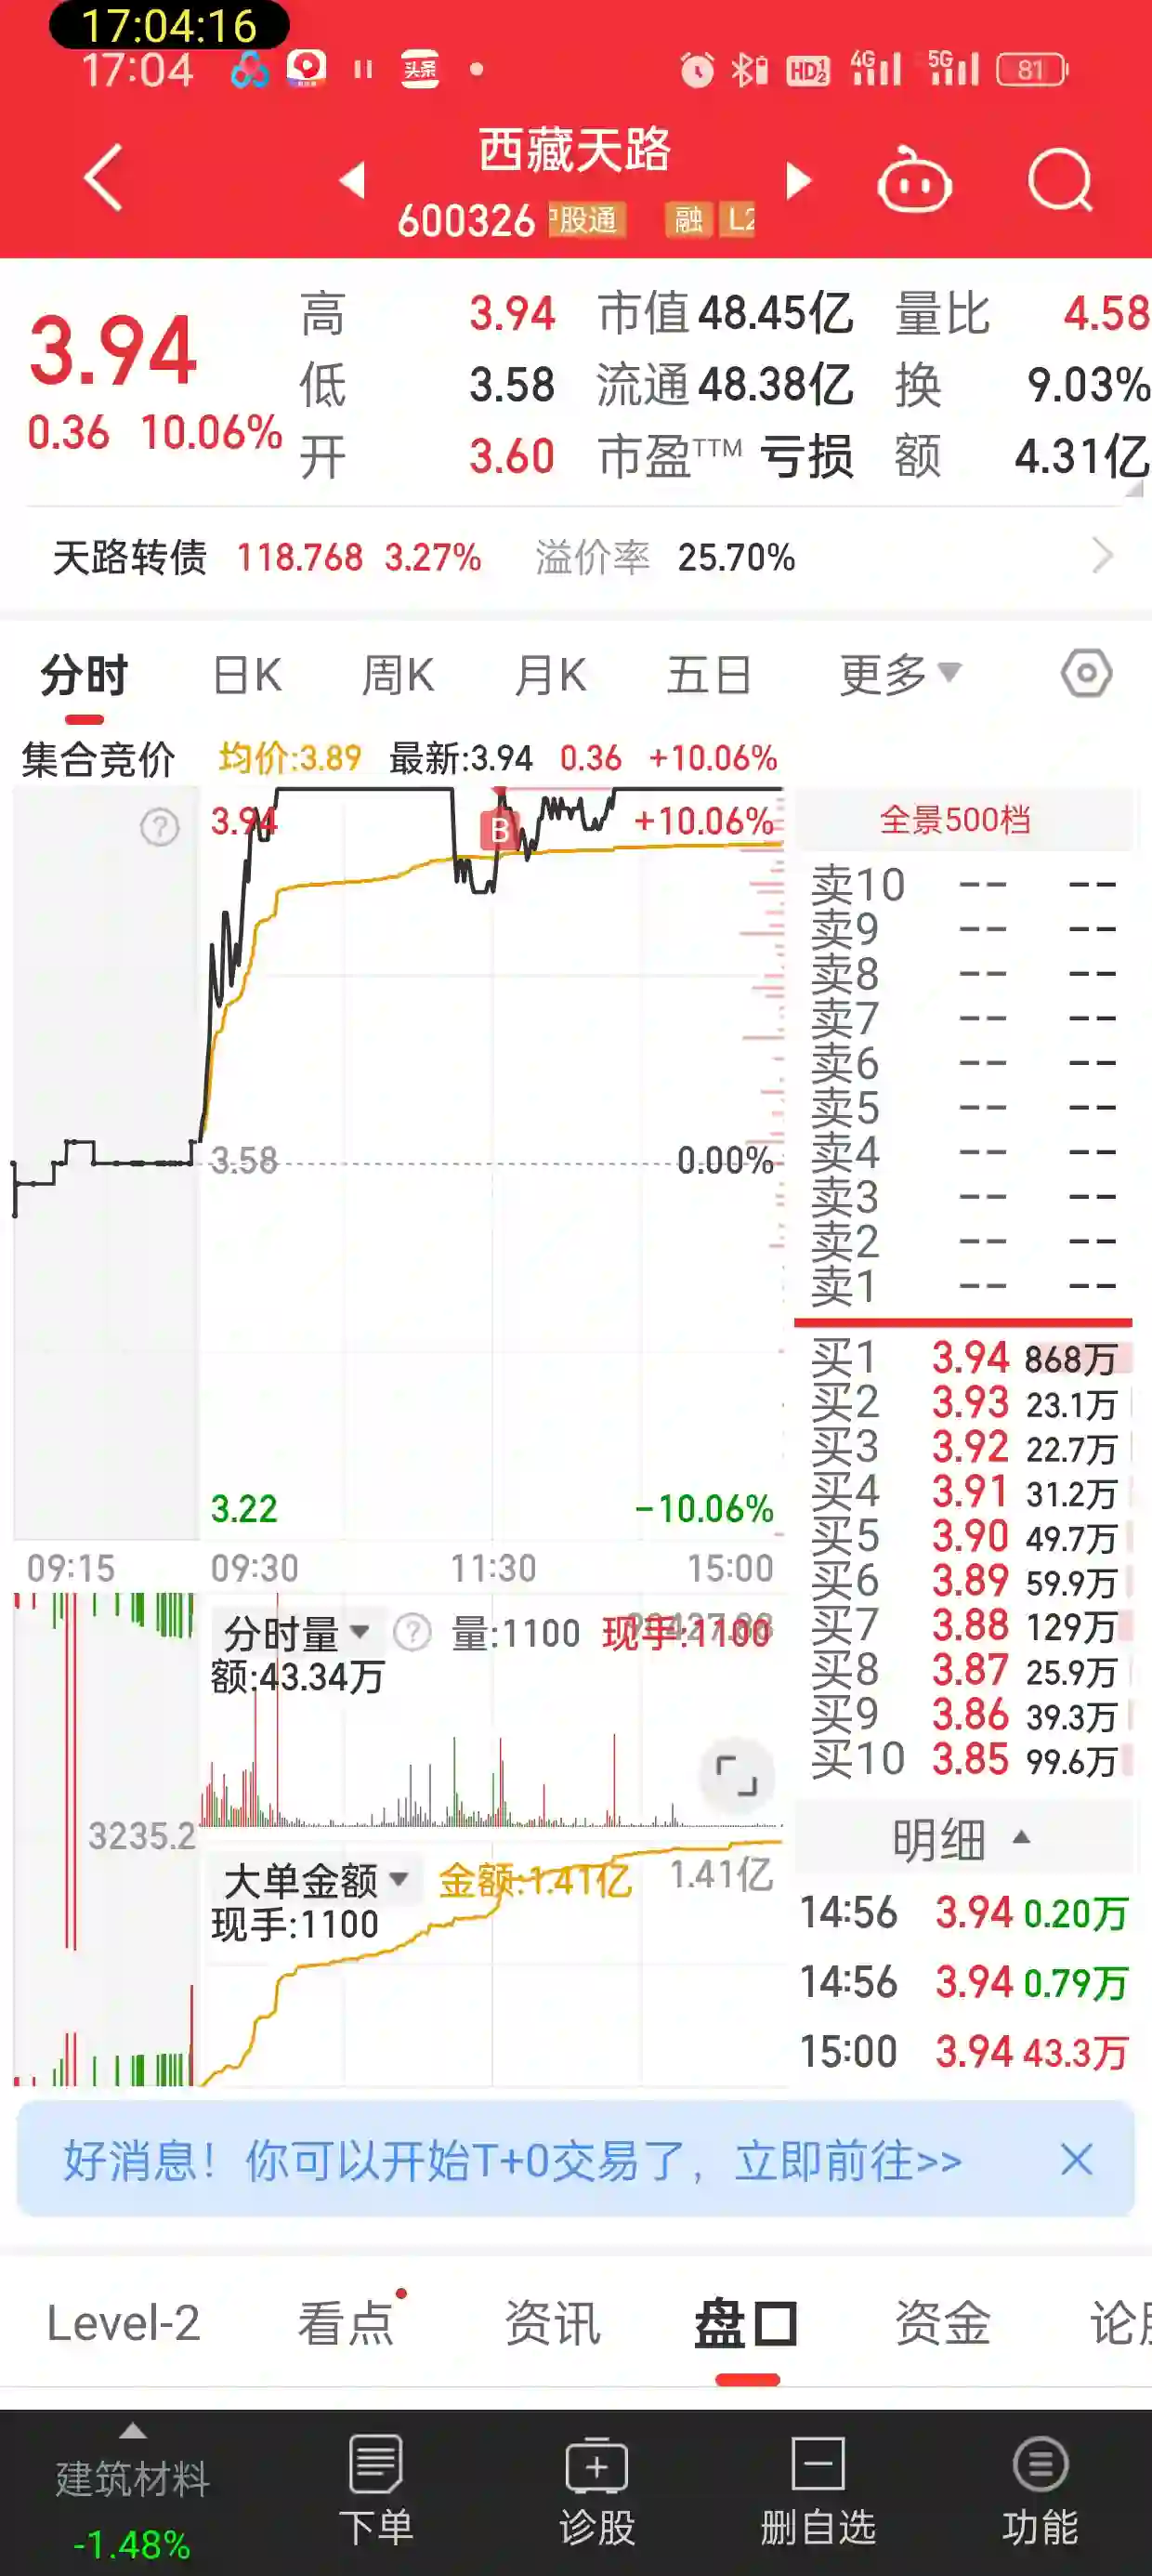 17:04:16
17:04 头条 HD 4G 5G 81
西藏天路
600326 股通 融 L2
3.94
0.36 10.06%
高 3.94 市值 48.45亿 量比 4.58
低 3.58 流通 48.38亿 换 9.03%
开 3.60 市盈TTM 亏损 额 4.31亿
天路转债 118.768 3.27% 溢价率 25.70%
分时 日K 周K 月K 五日 更多
集合竞价 均价:3.89 最新:3.94 0.36 +10.06%
3.94 B +10.06%
3.58 0.00%
3.22 -10.06%
09:15 09:30 11:30 15:00
全景500档
卖10 -- --
卖9 -- --
卖8 -- --
卖7 -- --
卖6 -- --
卖5 -- --
卖4 -- --
卖3 -- --
卖2 -- --
卖1 -- --
买1 3.94 868万
买2 3.93 23.1万
买3 3.92 22.7万
买4 3.91 31.2万
买5 3.90 49.7万
买6 3.89 59.9万
买7 3.88 129万
买8 3.87 25.9万
买9 3.86 39.3万
买10 3.85 99.6万
分时量 ? 量:1100 现手:1100
额:43.34万
3235.2
大单金额 金额:1.41亿 1.41亿
现手:1100
明细
14:56 3.94 0.20万
14:56 3.94 0.79万
15:00 3.94 43.3万
好消息！你可以开始T+0交易了，立即前往>>
Level-2 看点 资讯 盘口 资金 论
建筑材料 下单 诊股 删自选 功能
-1.48%